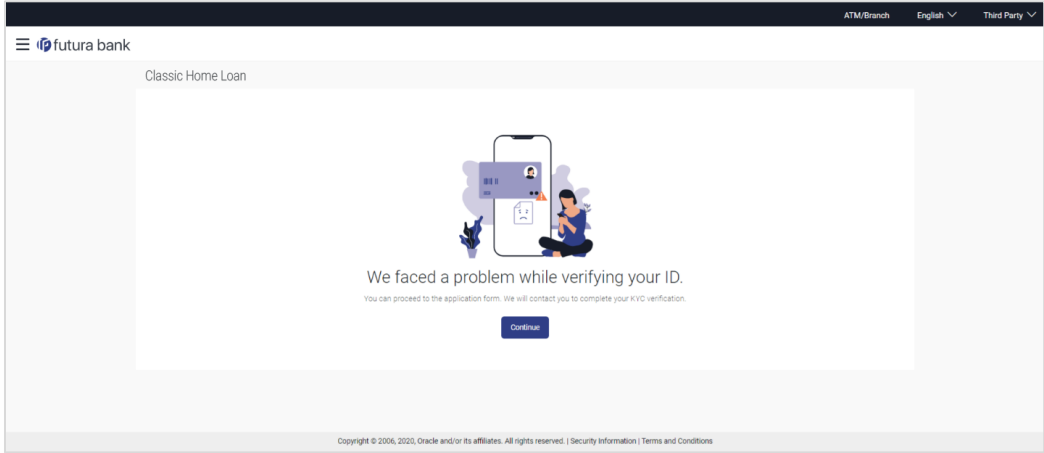 ATM/Branch English Third Party
futura bank
Classic Home Loan
We faced a problem while verifying your ID.
You can proceed to the application form. We will contact you to complete your KYC verification.
Continue
Copyright © 2006, 2020, Oracle and/or its affiliates. All rights reserved. | Security Information | Terms and Conditions